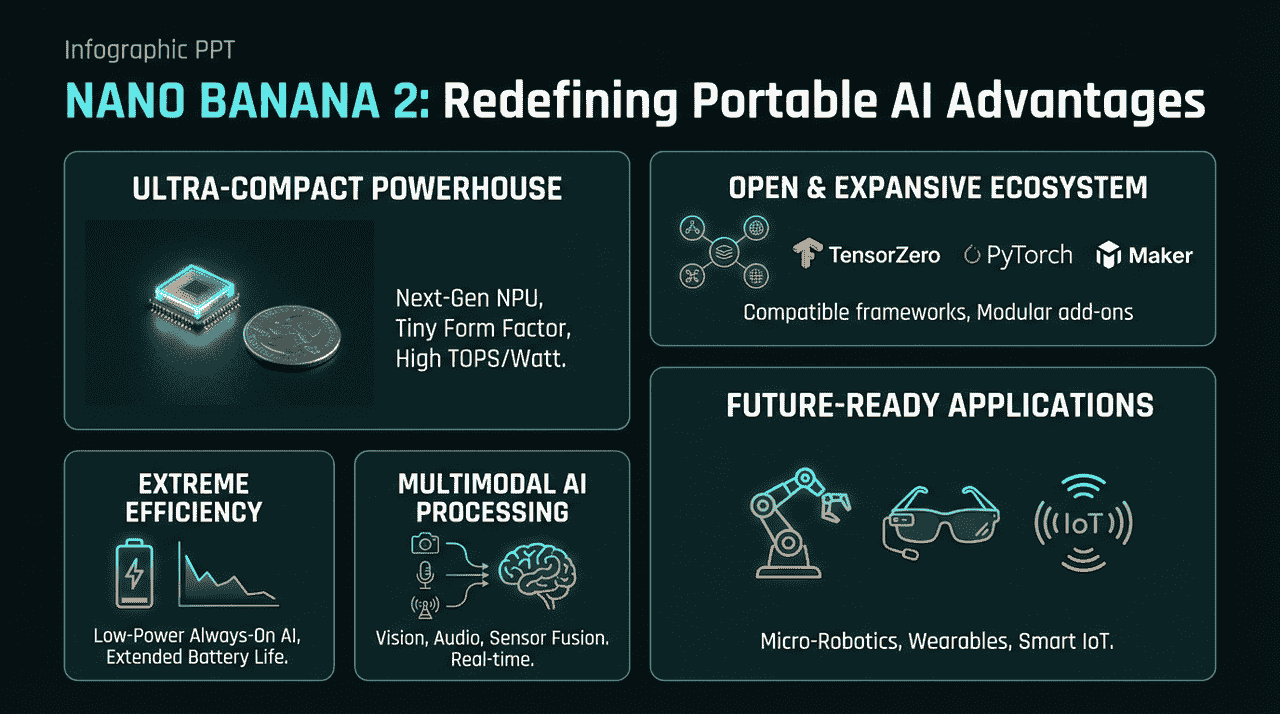 Infographic PPT
NANO BANANA 2: Redefining Portable AI Advantages
ULTRA-COMPACT POWERHOUSE
Next-Gen NPU,
Tiny Form Factor,
High TOPS/Watt.
OPEN & EXPANSIVE ECOSYSTEM
TensorZero PyTorch Maker
Compatible frameworks, Modular add-ons
EXTREME
EFFICIENCY
Low-Power Always-On AI,
Extended Battery Life.
MULTIMODAL AI
PROCESSING
Vision, Audio, Sensor Fusion.
Real-time.
FUTURE-READY APPLICATIONS
IoT
Micro-Robotics, Wearables, Smart IoT.